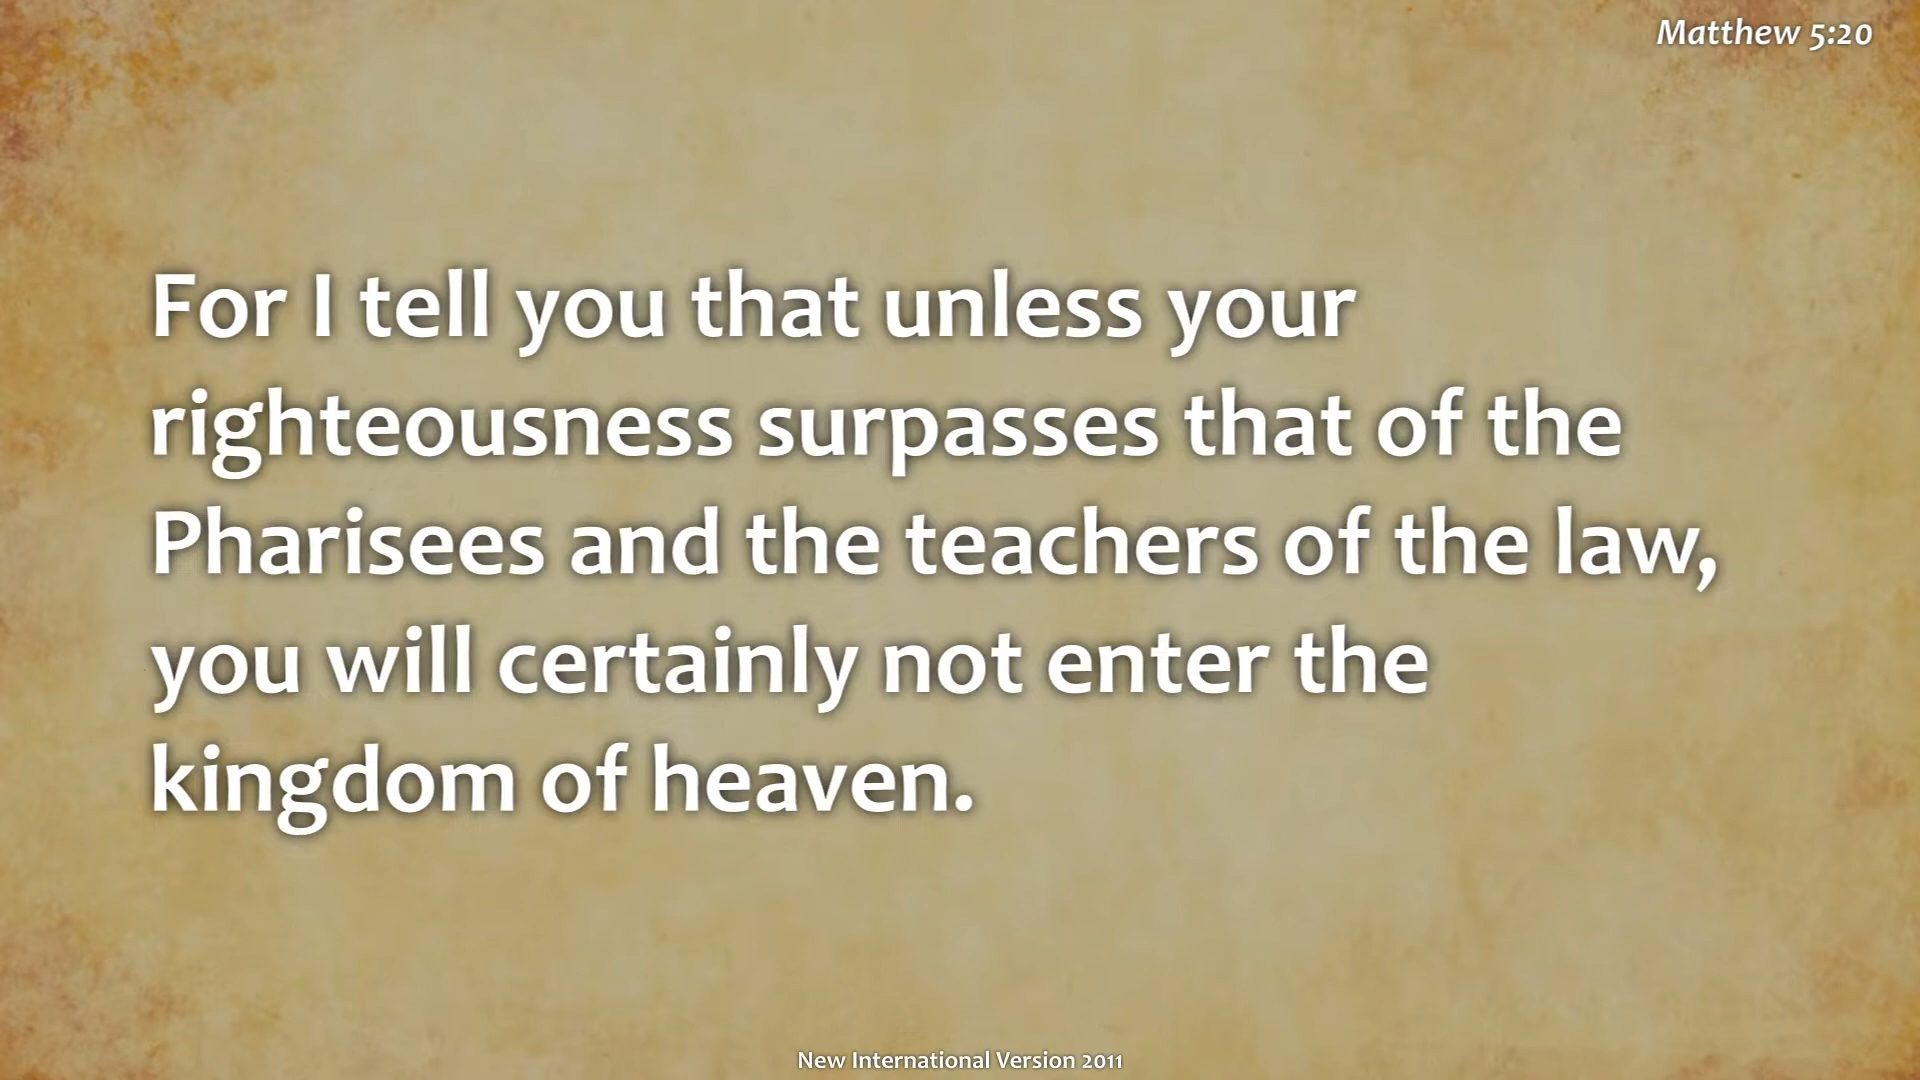 Matthew 5:20
For I tell you that unless your
righteousness surpasses that of the
Pharisees and the teachers of the law,
you will certainly not enter the
kingdom of heaven.
New International Version 2011